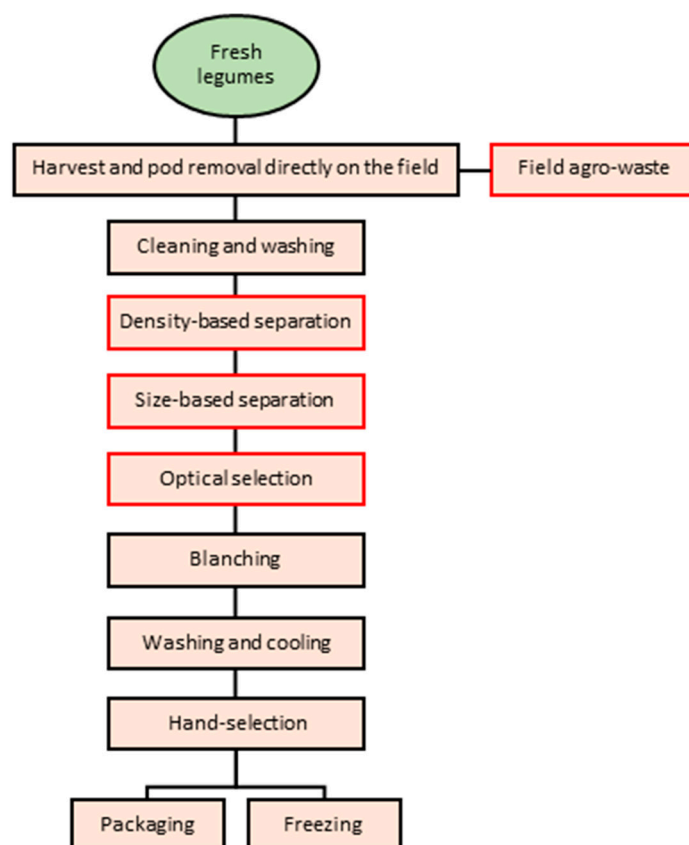 Fresh
legumes
Harvest and pod removal directly on the field
Field agro-waste
Cleaning and washing
Density-based separation
Size-based separation
Optical selection
Blanching
Washing and cooling
Hand-selection
Packaging
Freezing